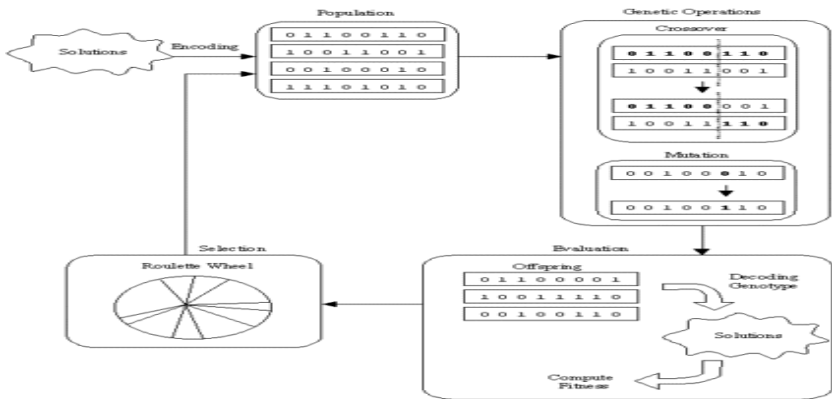 Population
Genetic Operations
Solutions
Encoding
0 1 1 0 0 1 1 0
1 0 0 1 1 0 0 1
0 0 1 0 0 0 1 0
1 1 1 0 1 0 1 0
Crossover
0 1 1 0 0 1 1 0
1 0 0 1 1 0 0 1
0 1 1 0 0 0 0 1
1 0 0 1 1 1 1 0
Mutation
0 0 1 0 0 0 1 0
0 0 1 0 0 1 1 0
Selection
Roulette Wheel
Evaluation
Offspring
0 1 1 0 0 0 0 1
1 0 0 1 1 1 1 0
0 0 1 0 0 1 1 0
Decoding
Genotype
Solutions
Compute
Fitness